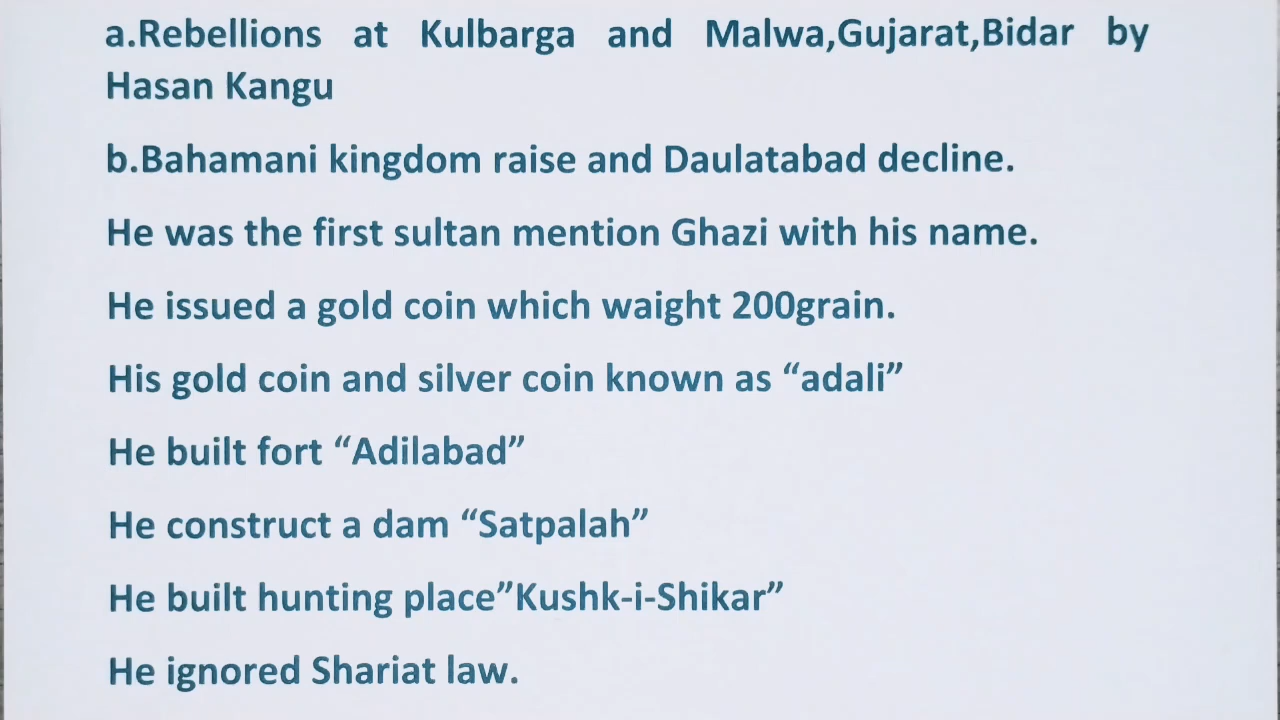 a.Rebellions at Kulbarga and Malwa,Gujarat,Bidar by
Hasan Kangu
b.Bahamani kingdom raise and Daulatabad decline.
He was the first sultan mention Ghazi with his name.
He issued a gold coin which waight 200grain.
His gold coin and silver coin known as “adali”
He built fort “Adilabad”
He construct a dam “Satpalah”
He built hunting place”Kushk-i-Shikar”
He ignored Shariat law.